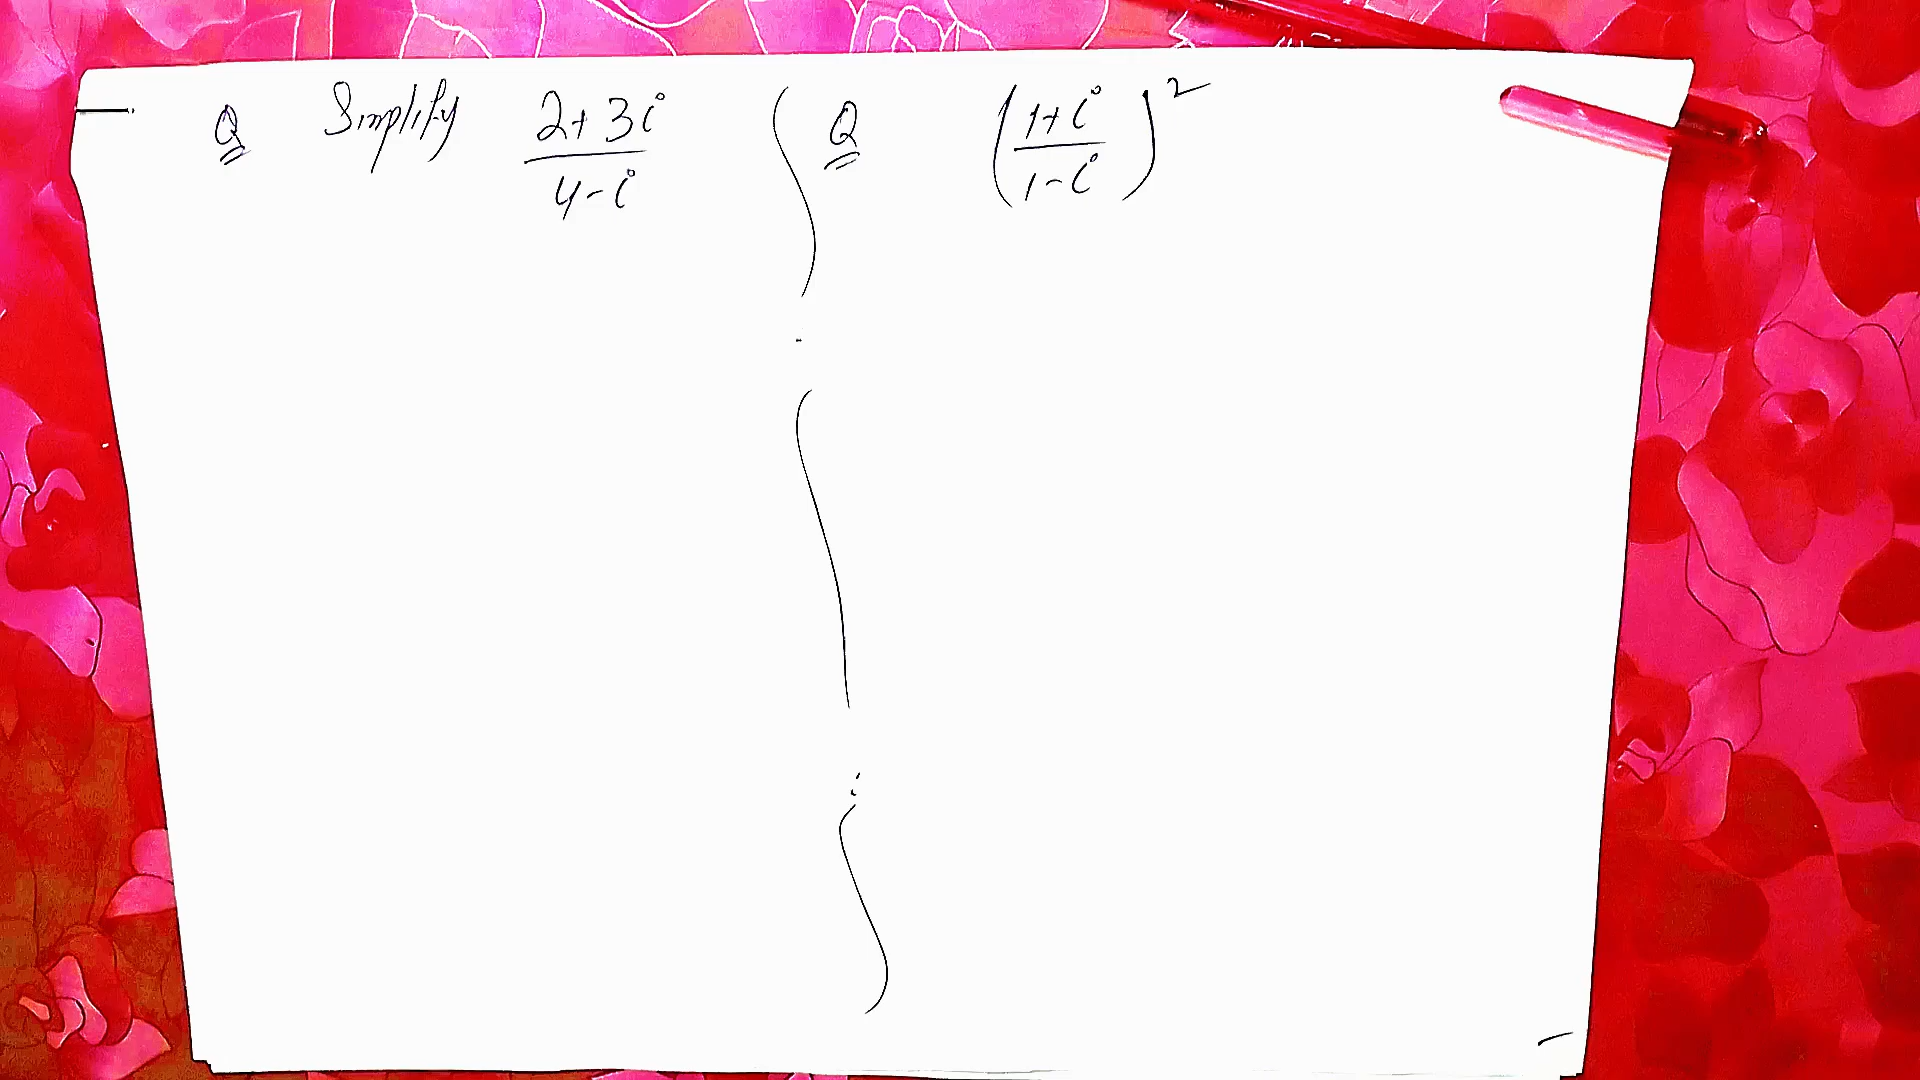 Q Simplify 2+3i / 4-i
Q (1+i / 1-i)^2